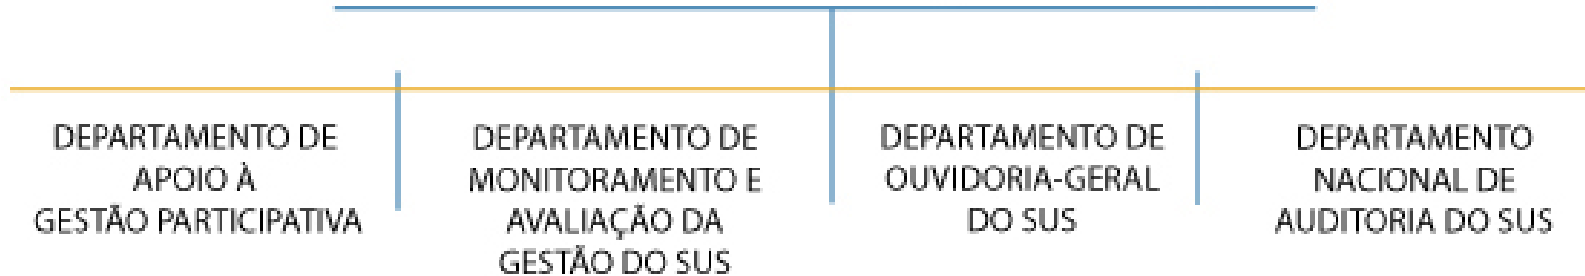 DEPARTAMENTO DE
APOIO À
GESTÃO PARTICIPATIVA
DEPARTAMENTO DE
MONITORAMENTO E
AVALIAÇÃO DA
GESTÃO DO SUS
DEPARTAMENTO DE
OUVIDORIA-GERAL
DO SUS
DEPARTAMENTO
NACIONAL DE
AUDITORIA DO SUS